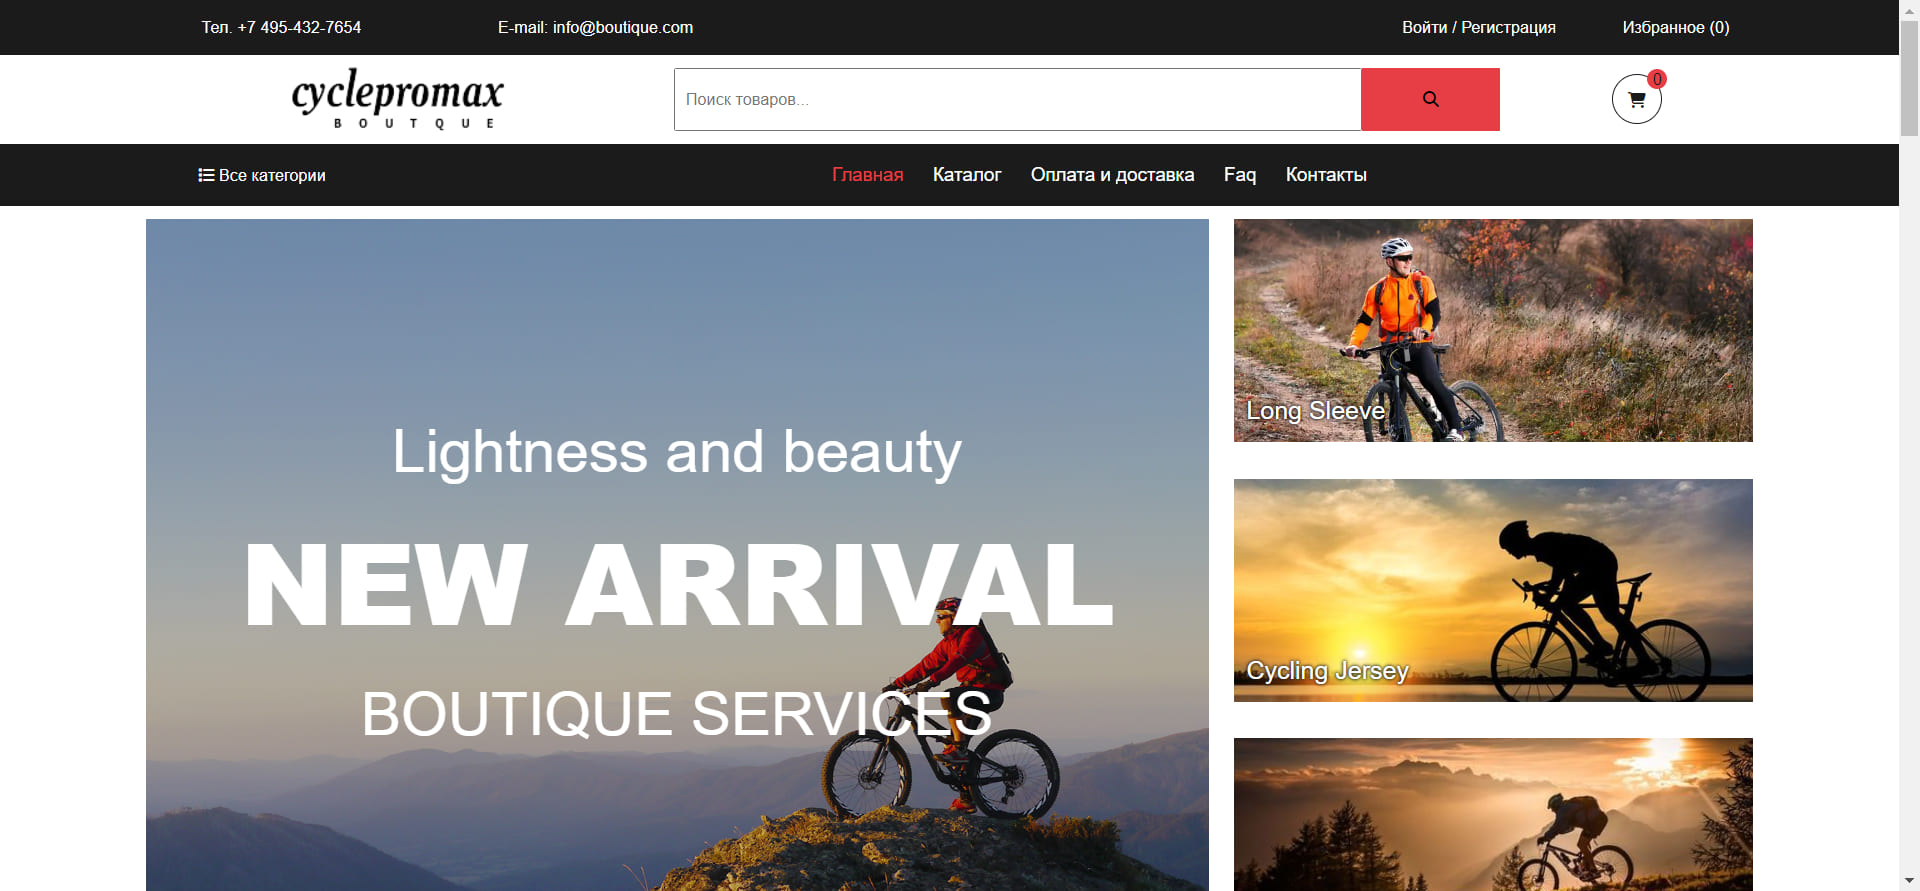 Тел. +7 495-432-7654
E-mail: info@boutique.com
Войти / Регистрация
Избранное (0)
cyclepromax
BOUTQUE
Поиск товаров...
0
Все категории
Главная
Каталог
Оплата и доставка
Faq
Контакты
Lightness and beauty
NEW ARRIVAL
BOUTIQUE SERVICES
Long Sleeve
Cycling Jersey